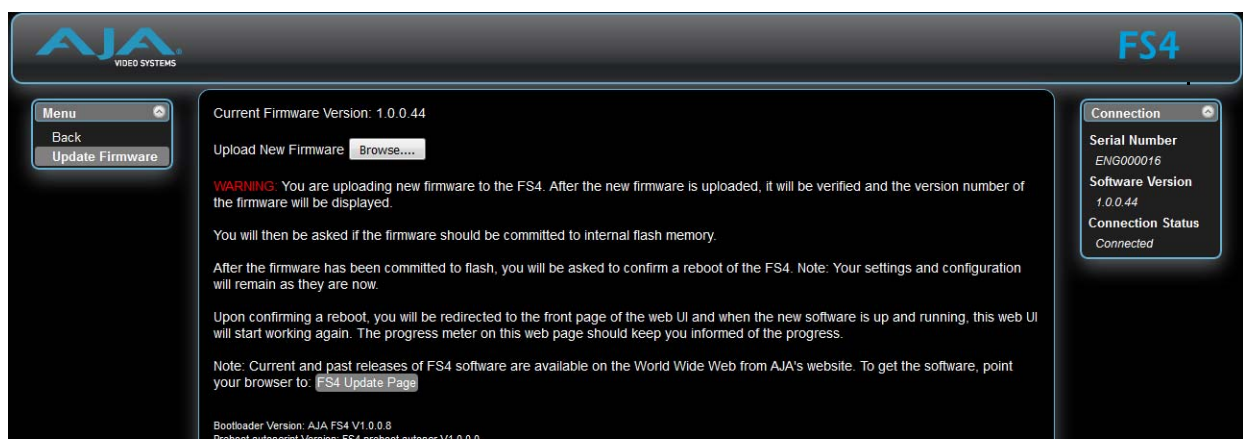 AJA
VIDEO SYSTEMS
FS4
Menu
Back
Update Firmware
Current Firmware Version: 1.0.0.44
Upload New Firmware Browse....
WARNING: You are uploading new firmware to the FS4. After the new firmware is uploaded, it will be verified and the version number of
the firmware will be displayed.
You will then be asked if the firmware should be committed to internal flash memory.
After the firmware has been committed to flash, you will be asked to confirm a reboot of the FS4. Note: Your settings and configuration
will remain as they are now.
Upon confirming a reboot, you will be redirected to the front page of the web UI and when the new software is up and running, this web UI
will start working again. The progress meter on this web page should keep you informed of the progress.
Note: Current and past releases of FS4 software are available on the World Wide Web from AJA's website. To get the software, point
your browser to: FS4 Update Page
Bootloader Version: AJA FS4 V1.0.0.8
Connection
Serial Number
ENG000016
Software Version
1.0.0.44
Connection Status
Connected